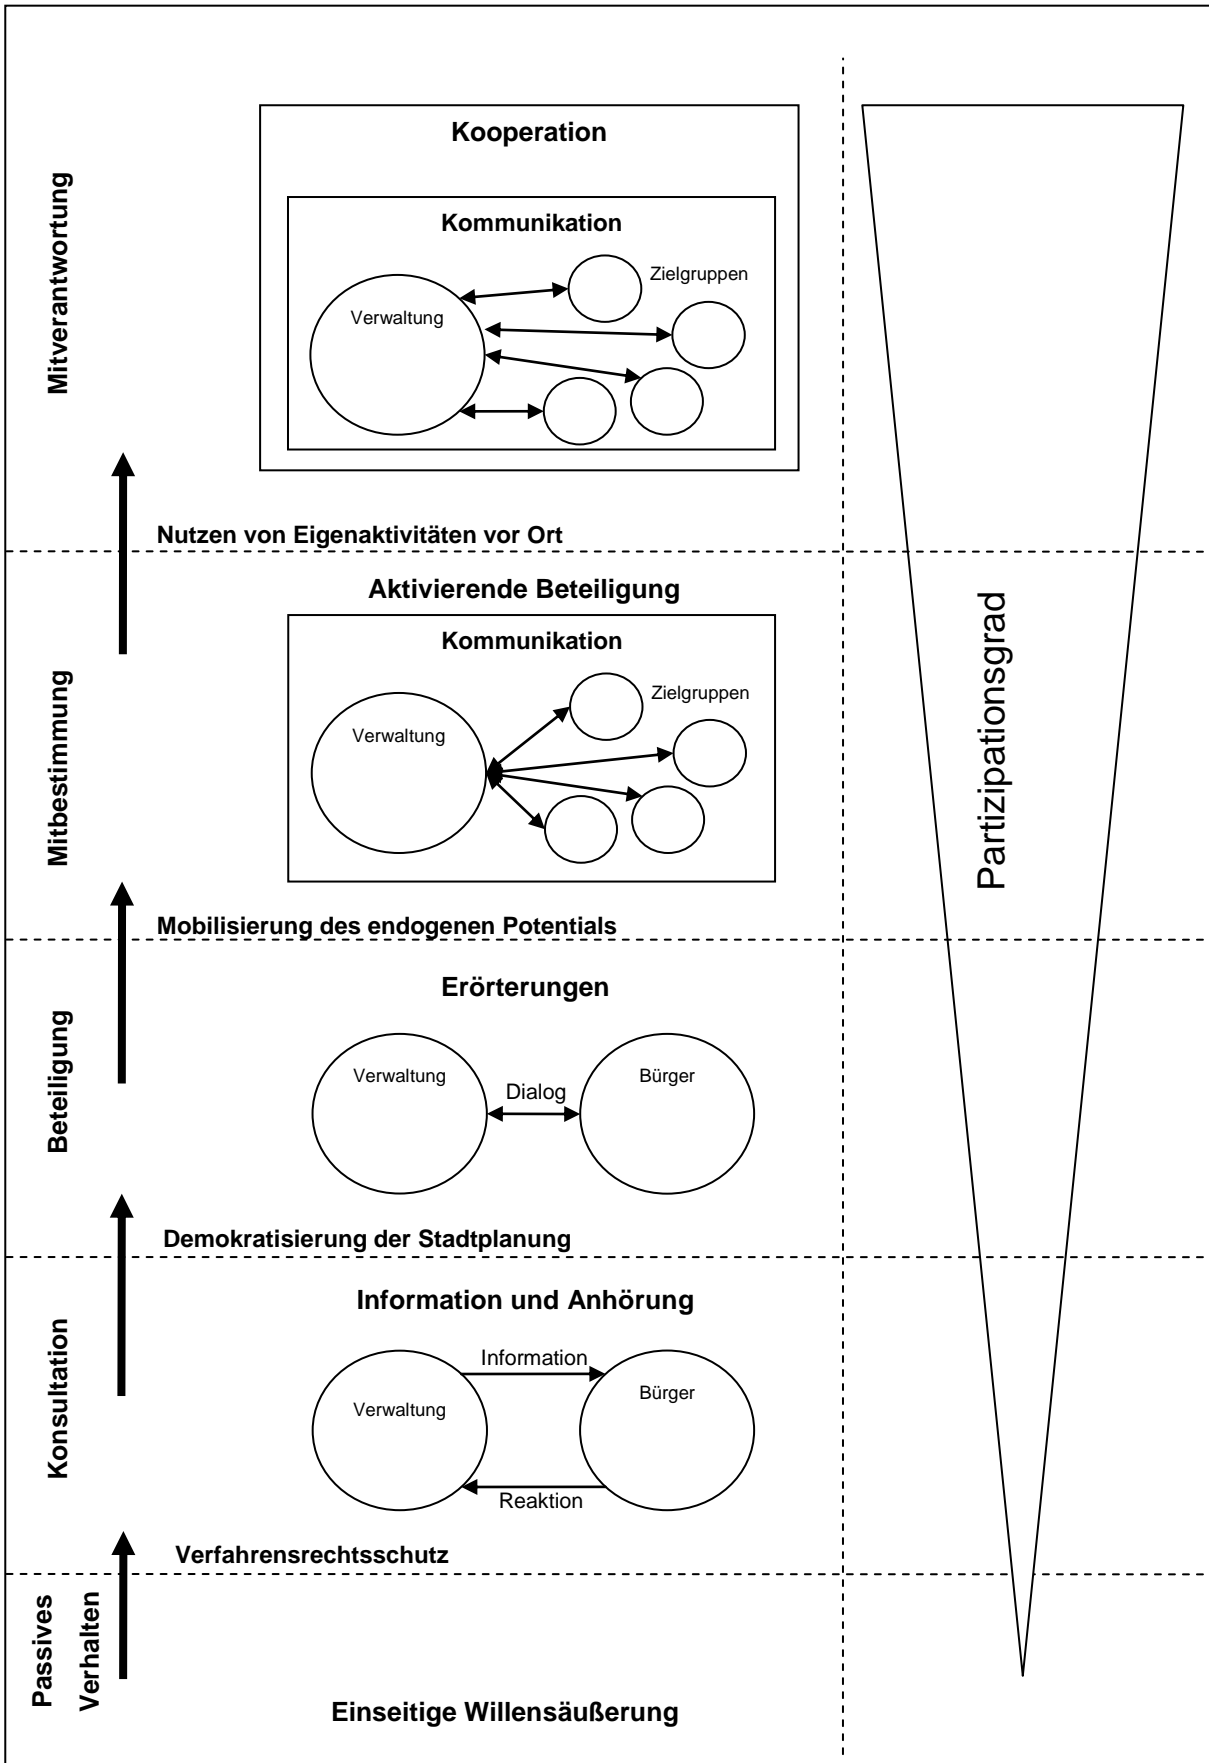 Mitverantwortung
Kooperation
Kommunikation
Verwaltung
Zielgruppen
Nutzen von Eigenaktivitäten vor Ort
Mitbestimmung
Aktivierende Beteiligung
Kommunikation
Verwaltung
Zielgruppen
Mobilisierung des endogenen Potentials
Beteiligung
Erörterungen
Verwaltung
Dialog
Bürger
Demokratisierung der Stadtplanung
Konsultation
Information und Anhörung
Information
Verwaltung
Bürger
Reaktion
Verfahrensrechtsschutz
Passives
Verhalten
Einseitige Willensäußerung
Partizipationsgrad